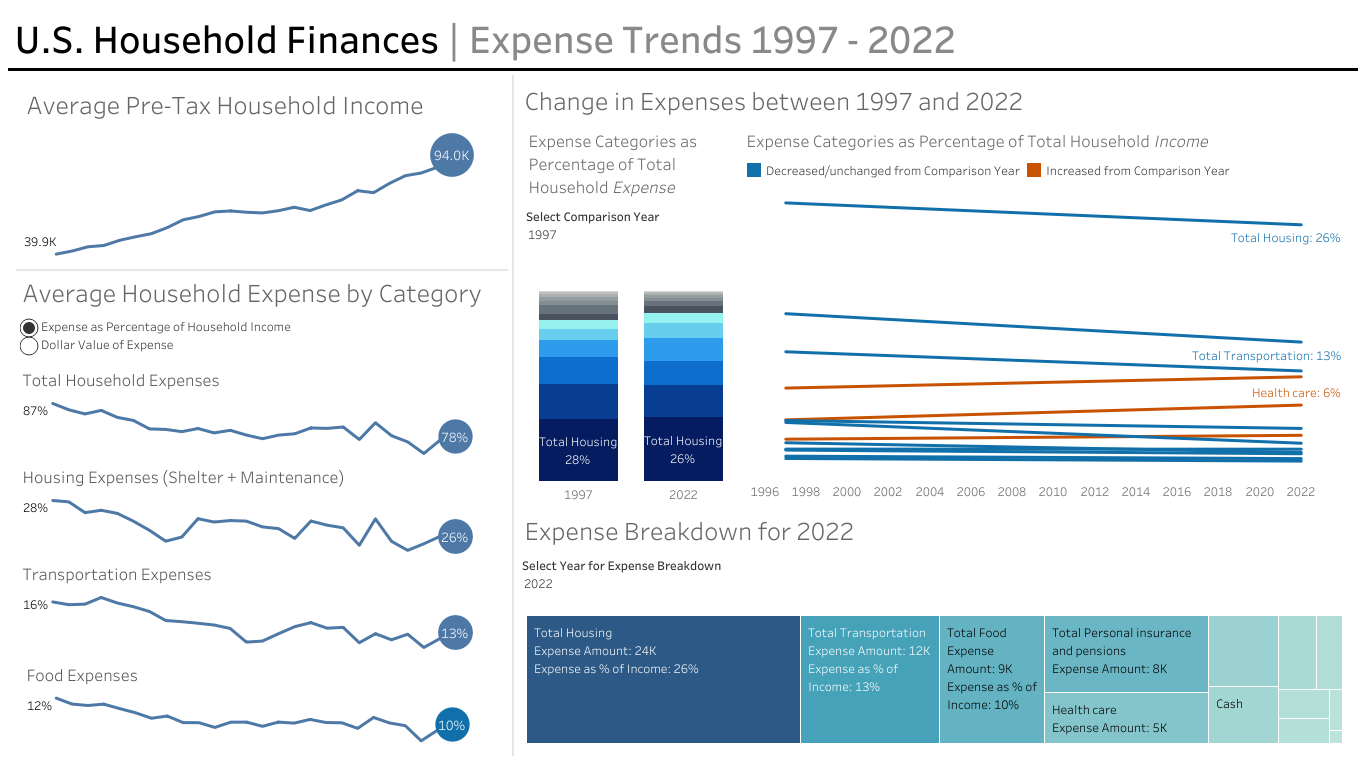 U.S. Household Finances | Expense Trends 1997 - 2022
Average Pre-Tax Household Income
94.0K
39.9K
Average Household Expense by Category
Expense as Percentage of Household Income
Dollar Value of Expense
Total Household Expenses
87%
78%
Housing Expenses (Shelter + Maintenance)
28%
26%
Transportation Expenses
16%
13%
Food Expenses
12%
10%
Change in Expenses between 1997 and 2022
Expense Categories as
Percentage of Total
Household Expense
Select Comparison Year
1997
Total Housing
28%
Total Housing
26%
1997
2022
Expense Categories as Percentage of Total Household Income
Decreased/unchanged from Comparison Year
Increased from Comparison Year
Total Housing: 26%
Total Transportation: 13%
Health care: 6%
1996 1998 2000 2002 2004 2006 2008 2010 2012 2014 2016 2018 2020 2022
Expense Breakdown for 2022
Select Year for Expense Breakdown
2022
Total Housing
Expense Amount: 24K
Expense as % of Income: 26%
Total Transportation
Expense Amount: 12K
Expense as % of
Income: 13%
Total Food
Expense
Amount: 9K
Expense as % of
Income: 10%
Total Personal insurance
and pensions
Expense Amount: 8K
Health care
Expense Amount: 5K
Cash